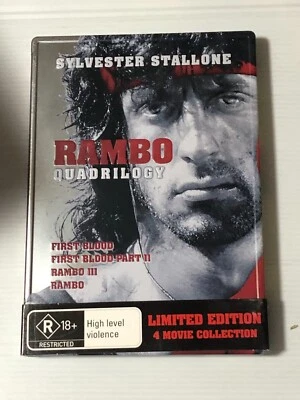 SYLVESTER STALLONE
RAMBO
QUADRILOGY
FIRST BLOOD
FIRST BLOOD PART II
RAMBO III
RAMBO
R 18+
RESTRICTED
High level
violence
LIMITED EDITION
4 MOVIE COLLECTION